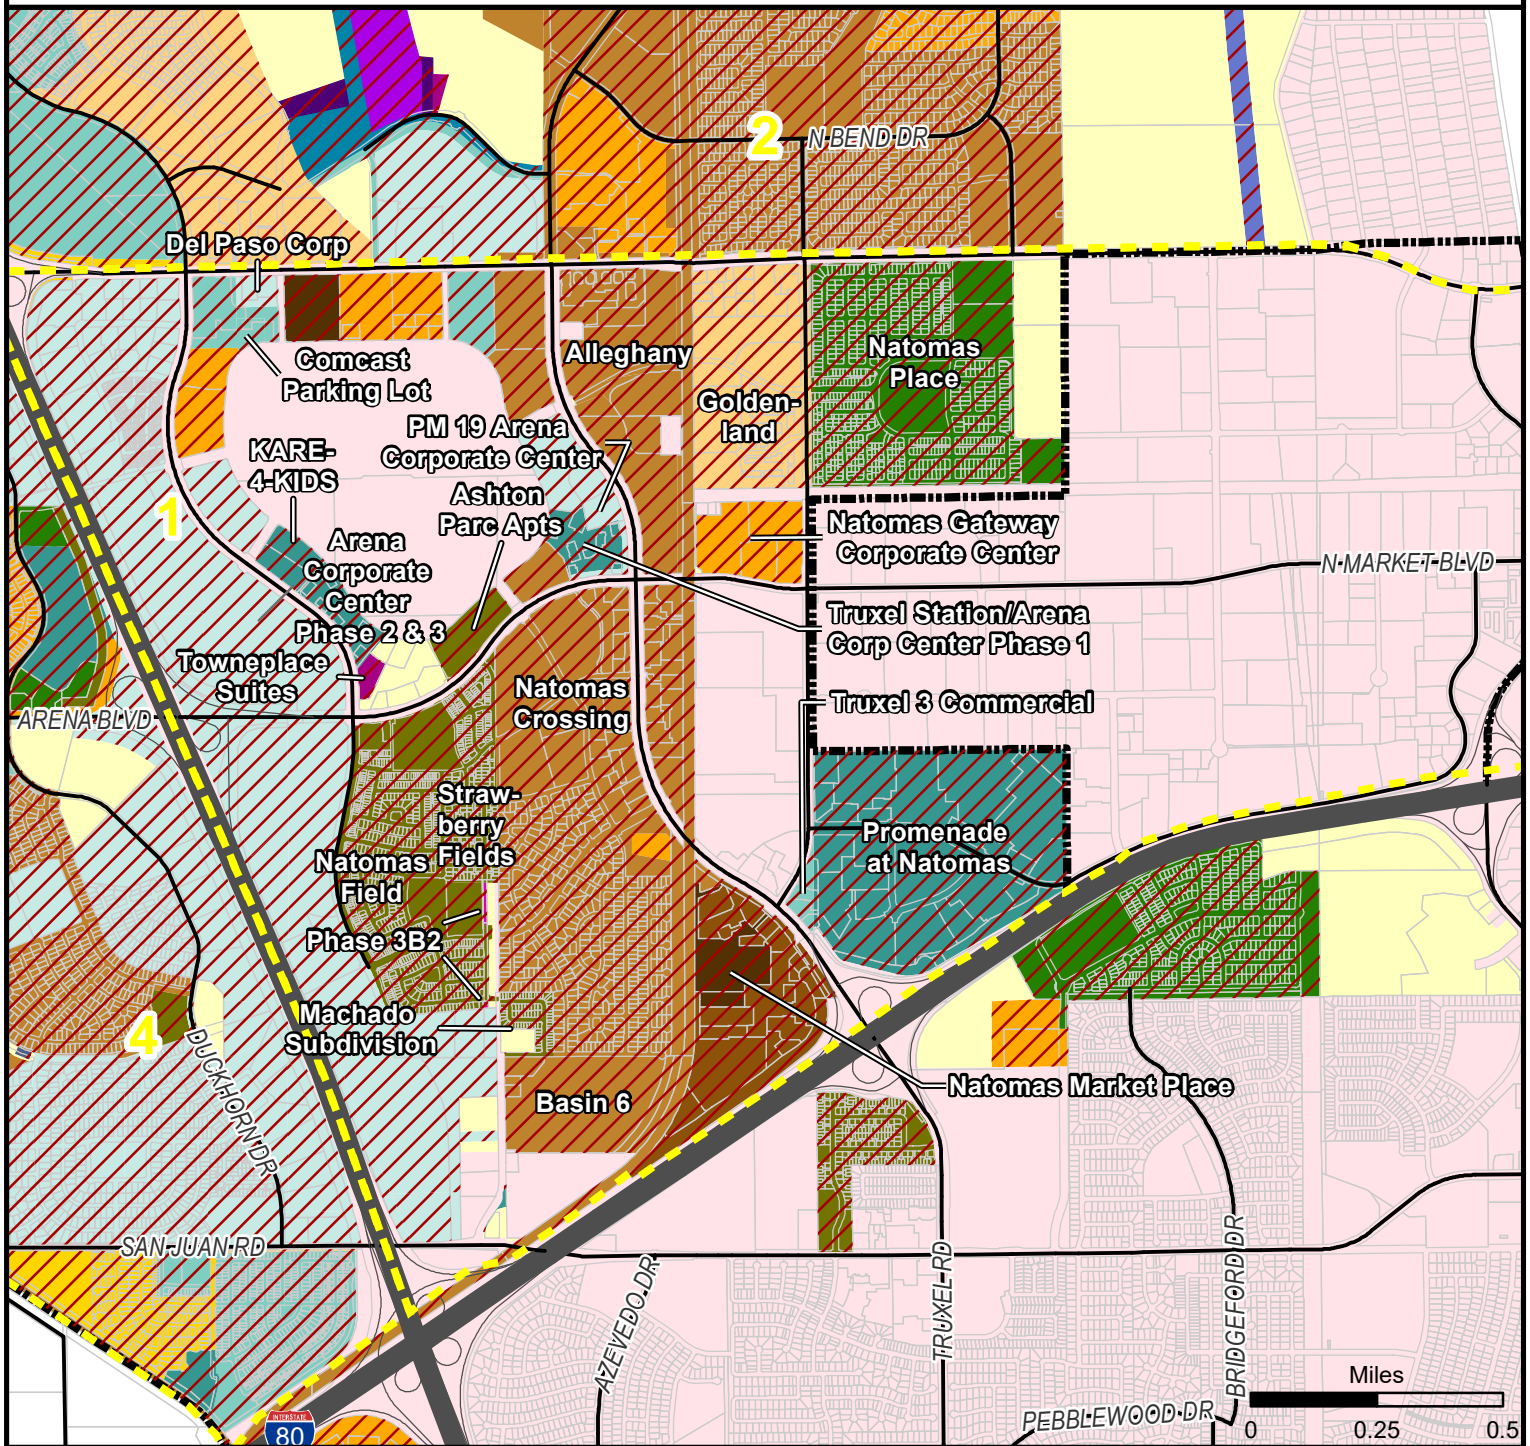 2
N BEND DR
Del Paso Corp
Comcast
Parking Lot
Alleghany
Natomas
Place
Golden-
land
PM 19 Arena
Corporate Center
KARE-
4-KIDS
Ashton
Parc Apts
1
Arena
Corporate
Center
Phase 2 & 3
Natomas Gateway
Corporate Center
N MARKET BLVD
Truxel Station/Arena
Corp Center Phase 1
Towneplace
Suites
Natomas
Crossing
Truxel 3 Commercial
ARENA BLVD
Straw-
berry
Fields
Promenade
at Natomas
Natomas
Field
Phase 3B2
Machado
Subdivision
4
DUCKHORN DR
Natomas Market Place
Basin 6
SAN JUAN RD
AZEVEDO DR
TRUXEL RD
BRIDGEFORD DR
PEBBLEWOOD DR
Miles
0 0.25 0.5
INTERSTATE
80